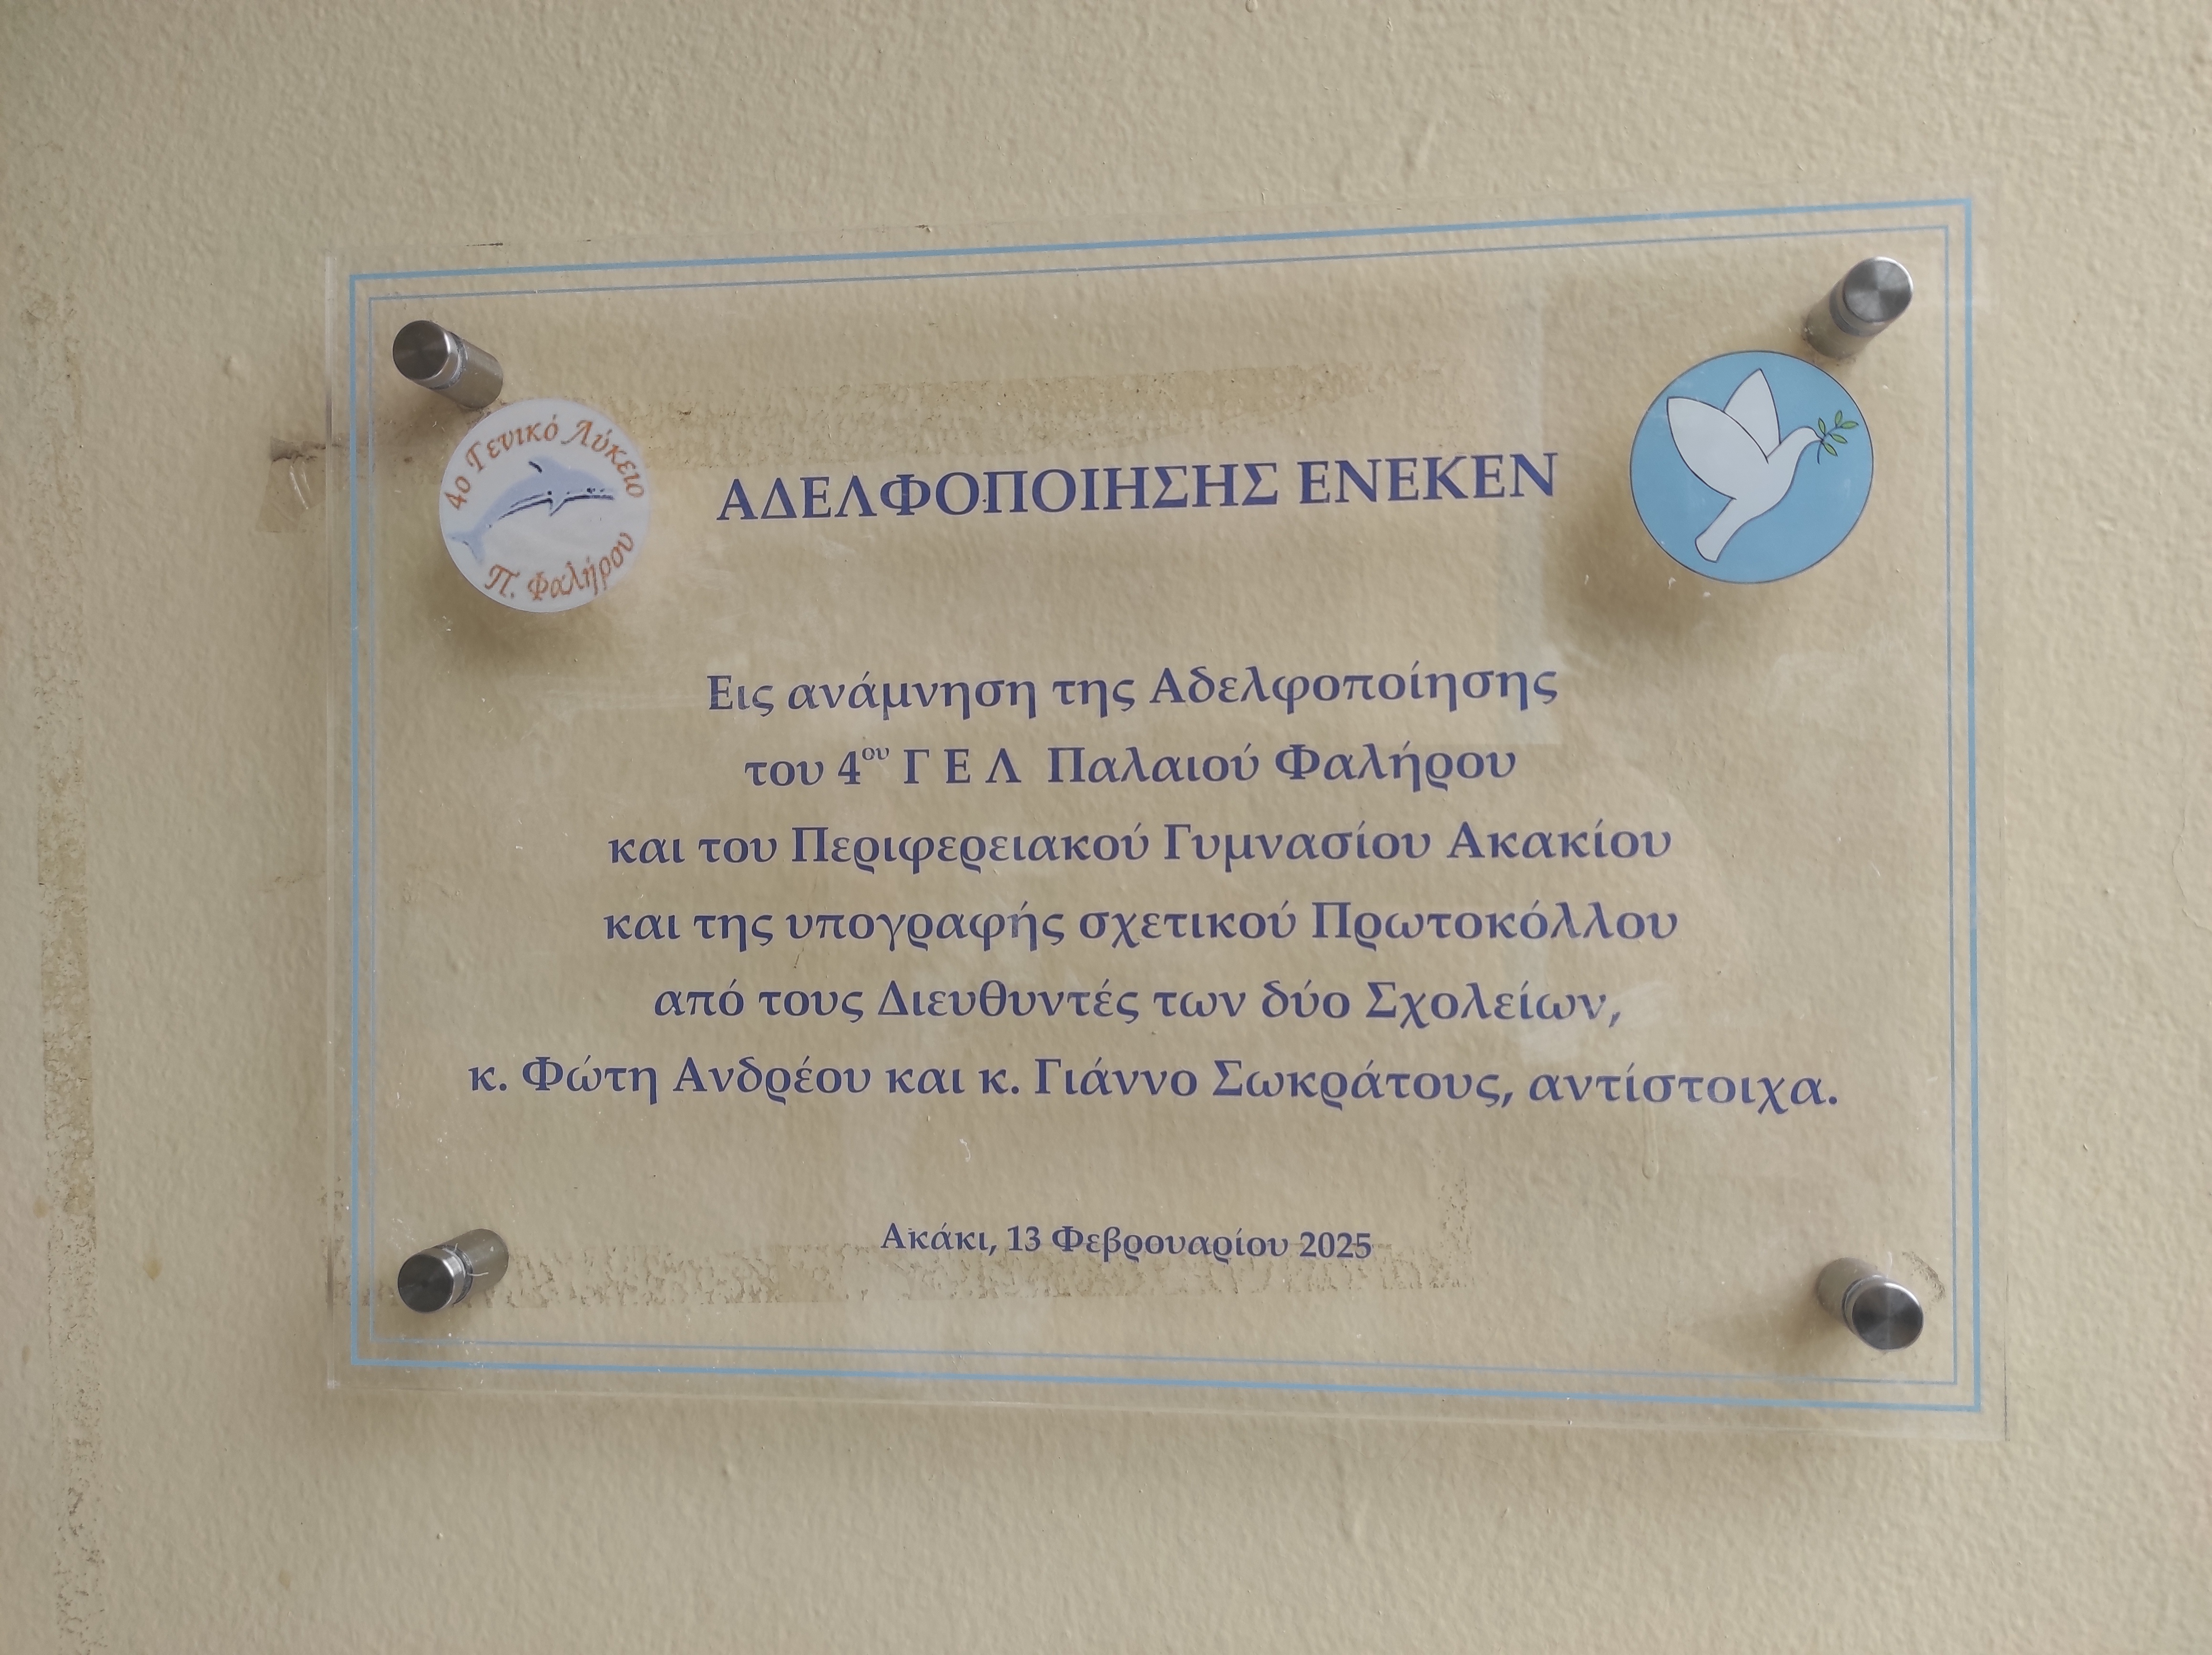 4ο Γενικό Λύκειο
Π. Φαλήρου
ΑΔΕΛΦΟΠΟΙΗΣΗΣ ΕΝΕΚΕΝ
Εις ανάμνηση της Αδελφοποίησης
του 4ου Γ Ε Λ Παλαιού Φαλήρου
και του Περιφερειακού Γυμνασίου Ακακίου
και της υπογραφής σχετικού Πρωτοκόλλου
από τους Διευθυντές των δύο Σχολείων,
κ. Φώτη Ανδρέου και κ. Γιάννο Σωκράτους, αντίστοιχα.
Ακάκι, 13 Φεβρουαρίου 2025